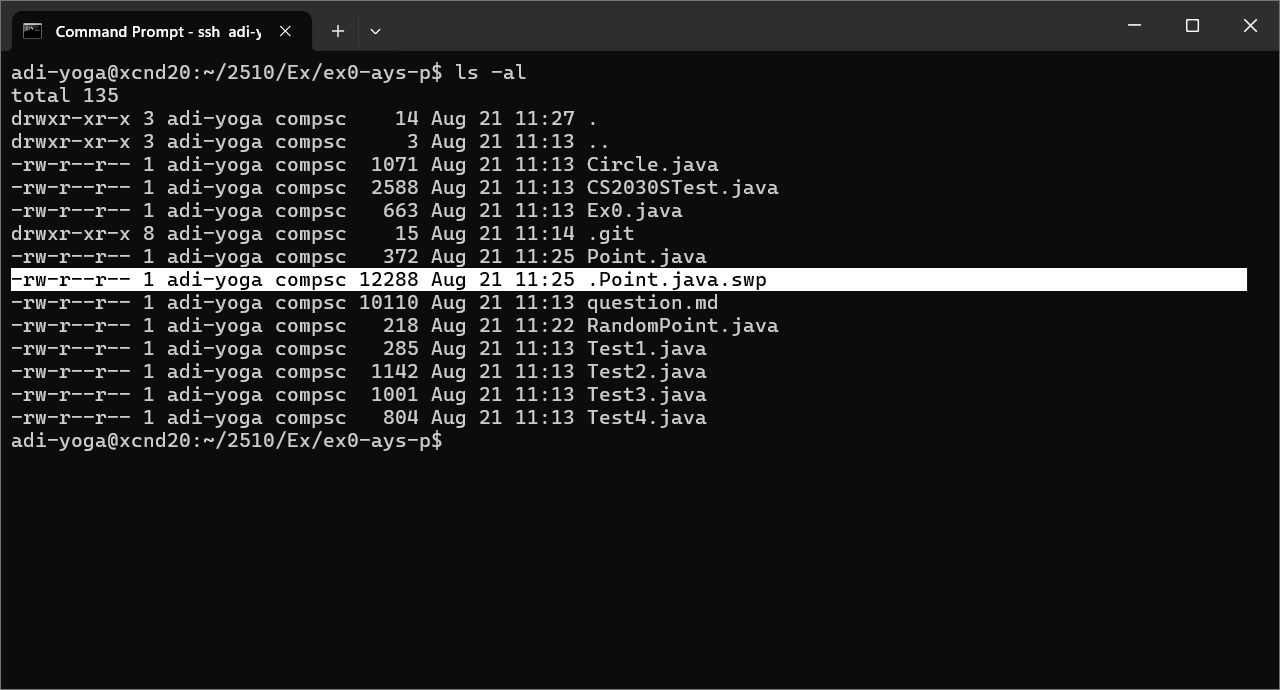 Command Prompt - ssh adi-y
adi-yoga@xcnd20:~/2510/Ex/ex0-ays-p$ ls -al
total 135
drwxr-xr-x 3 adi-yoga compsc    14 Aug 21 11:27 .
drwxr-xr-x 3 adi-yoga compsc     3 Aug 21 11:13 ..
-rw-r--r-- 1 adi-yoga compsc  1071 Aug 21 11:13 Circle.java
-rw-r--r-- 1 adi-yoga compsc  2588 Aug 21 11:13 CS2030STest.java
-rw-r--r-- 1 adi-yoga compsc   663 Aug 21 11:13 Ex0.java
drwxr-xr-x 8 adi-yoga compsc    15 Aug 21 11:14 .git
-rw-r--r-- 1 adi-yoga compsc   372 Aug 21 11:25 Point.java
-rw-r--r-- 1 adi-yoga compsc 12288 Aug 21 11:25 .Point.java.swp
-rw-r--r-- 1 adi-yoga compsc 10110 Aug 21 11:13 question.md
-rw-r--r-- 1 adi-yoga compsc   218 Aug 21 11:22 RandomPoint.java
-rw-r--r-- 1 adi-yoga compsc   285 Aug 21 11:13 Test1.java
-rw-r--r-- 1 adi-yoga compsc  1142 Aug 21 11:13 Test2.java
-rw-r--r-- 1 adi-yoga compsc  1001 Aug 21 11:13 Test3.java
-rw-r--r-- 1 adi-yoga compsc   804 Aug 21 11:13 Test4.java
adi-yoga@xcnd20:~/2510/Ex/ex0-ays-p$